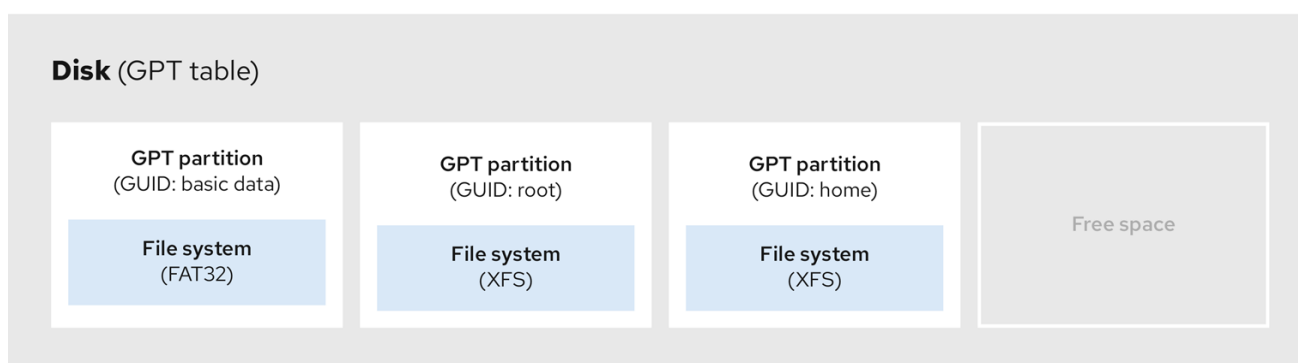 Disk (GPT table)
GPT partition
(GUID: basic data)
File system
(FAT32)
GPT partition
(GUID: root)
File system
(XFS)
GPT partition
(GUID: home)
File system
(XFS)
Free space